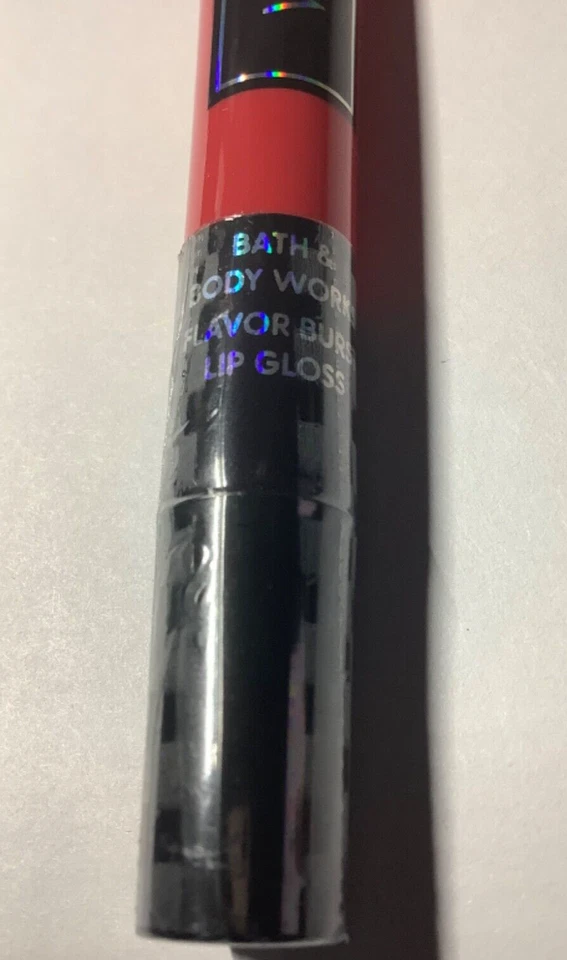 BATH &
BODY WORKS
FLAVOR BURST
LIP GLOSS